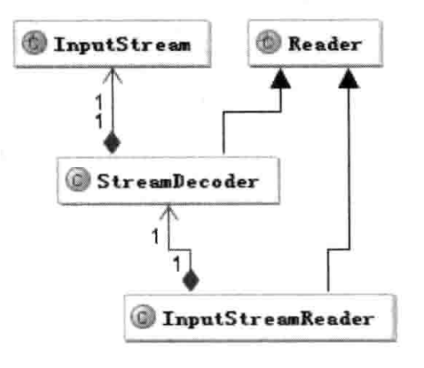 C InputStream
C Reader
1
1
C StreamDecoder
1
1
C InputStreamReader